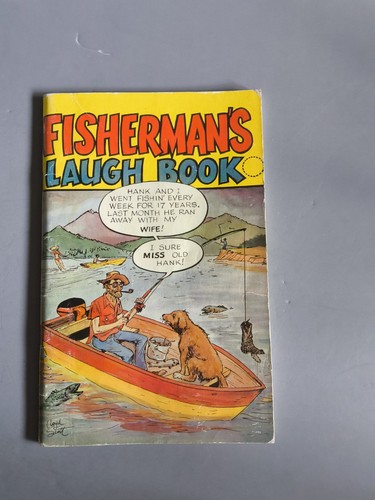 FISHERMAN'S
LAUGH BOOK
HANK AND I
WENT FISHIN' EVERY
WEEK FOR 17 YEARS,
LAST MONTH HE RAN
AWAY WITH MY
WIFE!
I SURE
MISS OLD
HANK!